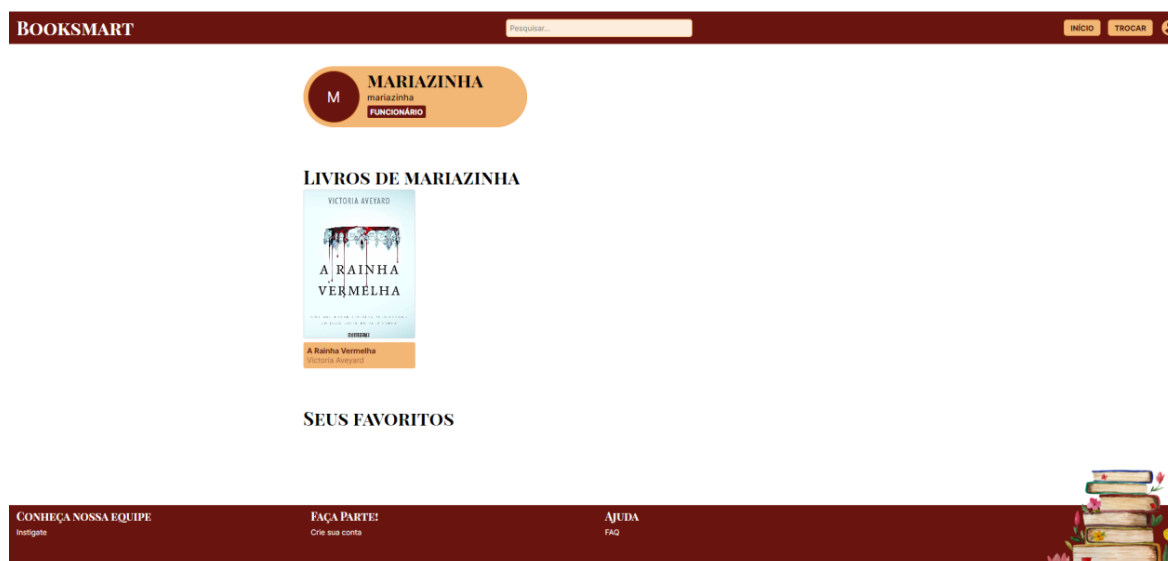 BOOKSMART
Pesquisar...
INÍCIO
TROCAR
M
MARIAZINHA
mariazinha
FUNCIONÁRIO
LIVROS DE MARIAZINHA
VICTORIA AVEYARD
A RAINHA
VERMELHA
A Rainha Vermelha
Victoria Aveyard
SEUS FAVORITOS
CONHEÇA NOSSA EQUIPE
Instigate
FAÇA PARTE!
Crie sua conta
AJUDA
FAQ